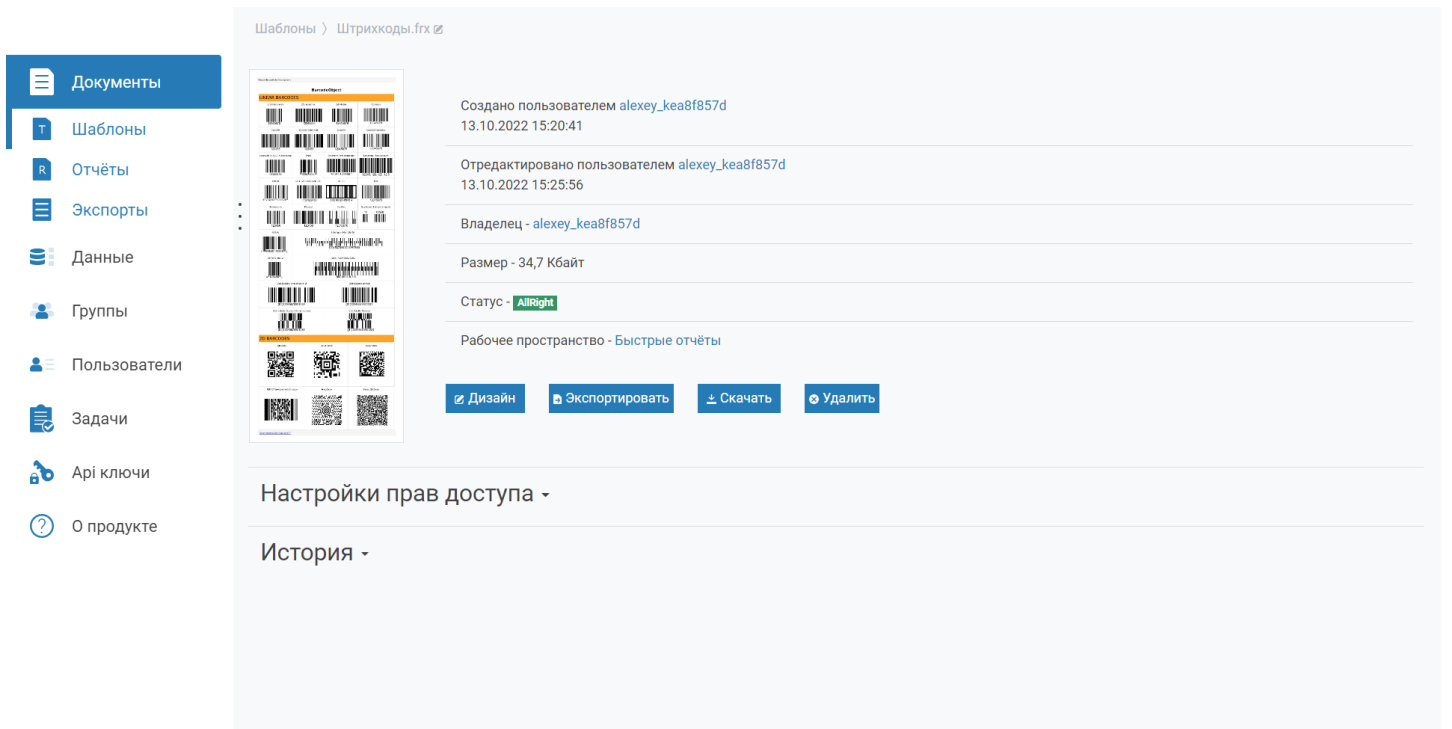 Шаблоны 〉 Штрихкоды.frx
Документы
Шаблоны
Отчёты
Экспорты
Данные
Группы
Пользователи
Задачи
Api ключи
О продукте
BarcodeObject
LINEAR BARCODES
2D BARCODES
Создано пользователем alexey_kea8f857d
13.10.2022 15:20:41
Отредактировано пользователем alexey_kea8f857d
13.10.2022 15:25:56
Владелец - alexey_kea8f857d
Размер - 34,7 Кбайт
Статус - AllRight
Рабочее пространство - Быстрые отчёты
Дизайн
Экспортировать
Скачать
Удалить
Настройки прав доступа
История